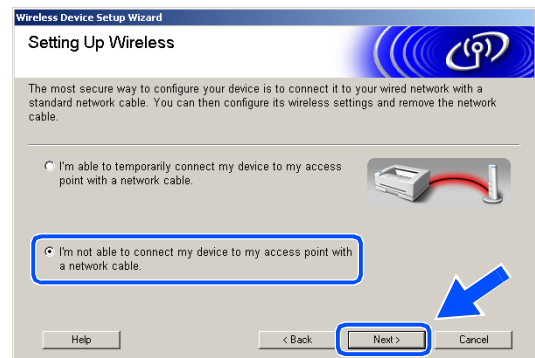 Wireless Device Setup Wizard
Setting Up Wireless
The most secure way to configure your device is to connect it to your wired network with a
standard network cable. You can then configure its wireless settings and remove the network
cable.
I'm able to temporarily connect my device to my access
point with a network cable.
I'm not able to connect my device to my access point with
a network cable.
Help
< Back
Next >
Cancel